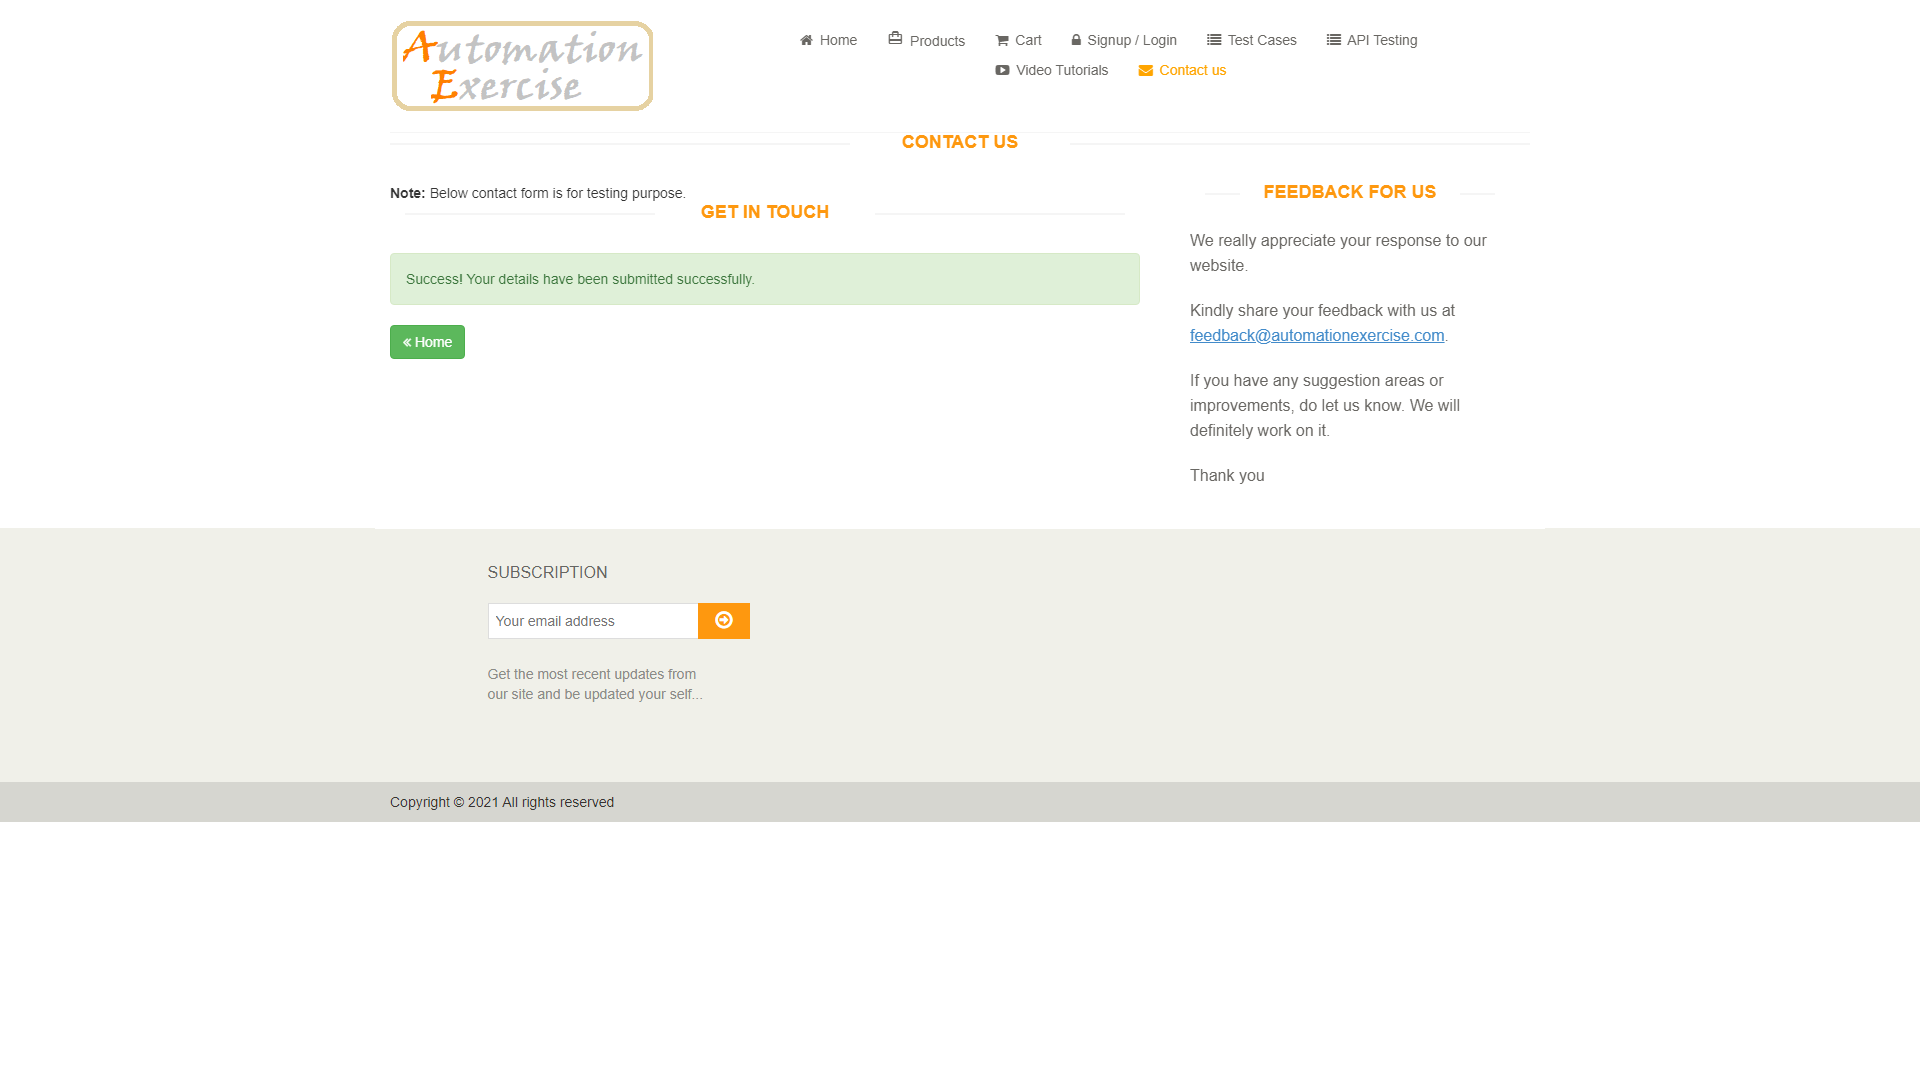 Automation
Exercise
Home
Products
Cart
Signup / Login
Test Cases
API Testing
Video Tutorials
Contact us
CONTACT US
Note: Below contact form is for testing purpose.
GET IN TOUCH
Success! Your details have been submitted successfully.
« Home
FEEDBACK FOR US
We really appreciate your response to our
website.
Kindly share your feedback with us at
feedback@automationexercise.com.
If you have any suggestion areas or
improvements, do let us know. We will
definitely work on it.
Thank you
SUBSCRIPTION
Your email address
Get the most recent updates from
our site and be updated your self...
Copyright © 2021 All rights reserved